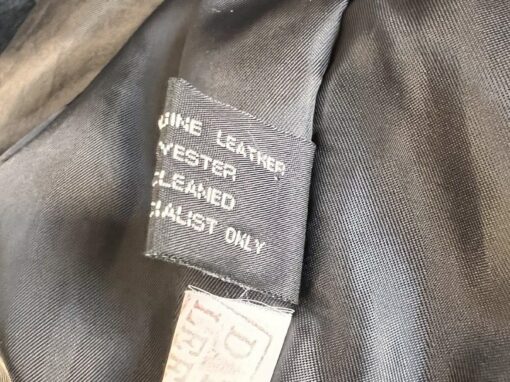 UINE LEATHER
YESTER
CLEANED
CIALIST ONLY
D